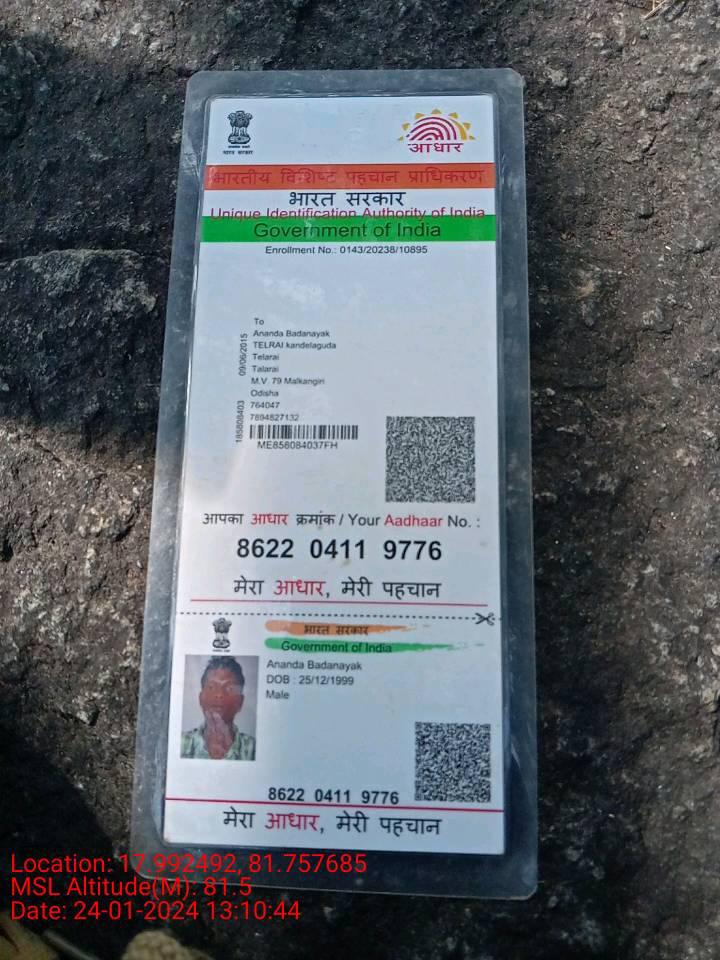 भारत सरकार
आधार
भारतीय विशिष्ट पहचान प्राधिकरण
भारत सरकार
Unique Identification Authority of India
Government of India
Enrollment No.: 0143/20238/10895
To
Ananda Badanayak
TELRAI kandelaguda
Telarai
Talarai
M.V. 79 Malkangiri
Odisha
764047
7894827132
09/06/2015
185808403
ME858084037FH
आपका आधार क्रमांक / Your Aadhaar No. :
8622 0411 9776
मेरा आधार, मेरी पहचान
भारत सरकार
Government of India
Ananda Badanayak
DOB : 25/12/1999
Male
8622 0411 9776
मेरा आधार, मेरी पहचान
Location: 17.992492, 81.757685
MSL Altitude(M): 81.5
Date: 24-01-2024 13:10:44